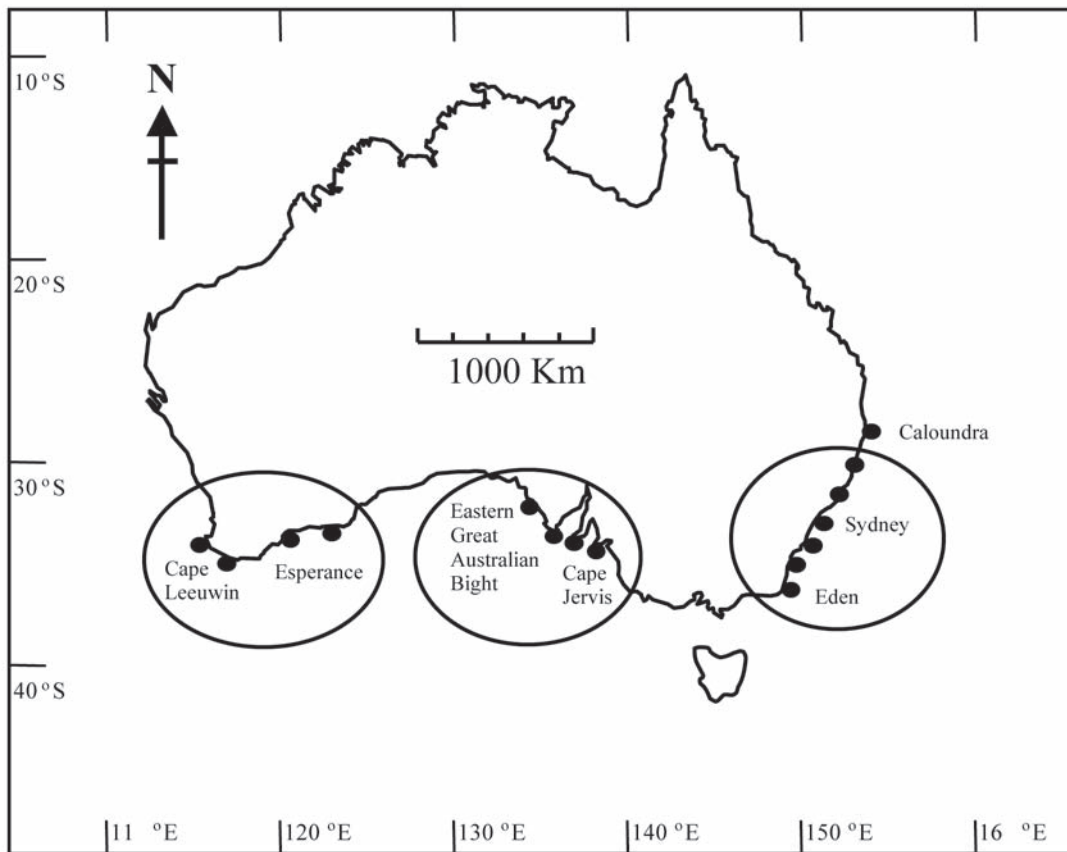 10°S
N
20°S
1000 Km
Caloundra
30°S
Eastern
Great
Australian
Bight
Sydney
Cape
Leeuwin
Esperance
Cape
Jervis
Eden
40°S
11 °E
120 °E
130 °E
140 °E
150 °E
16 °E